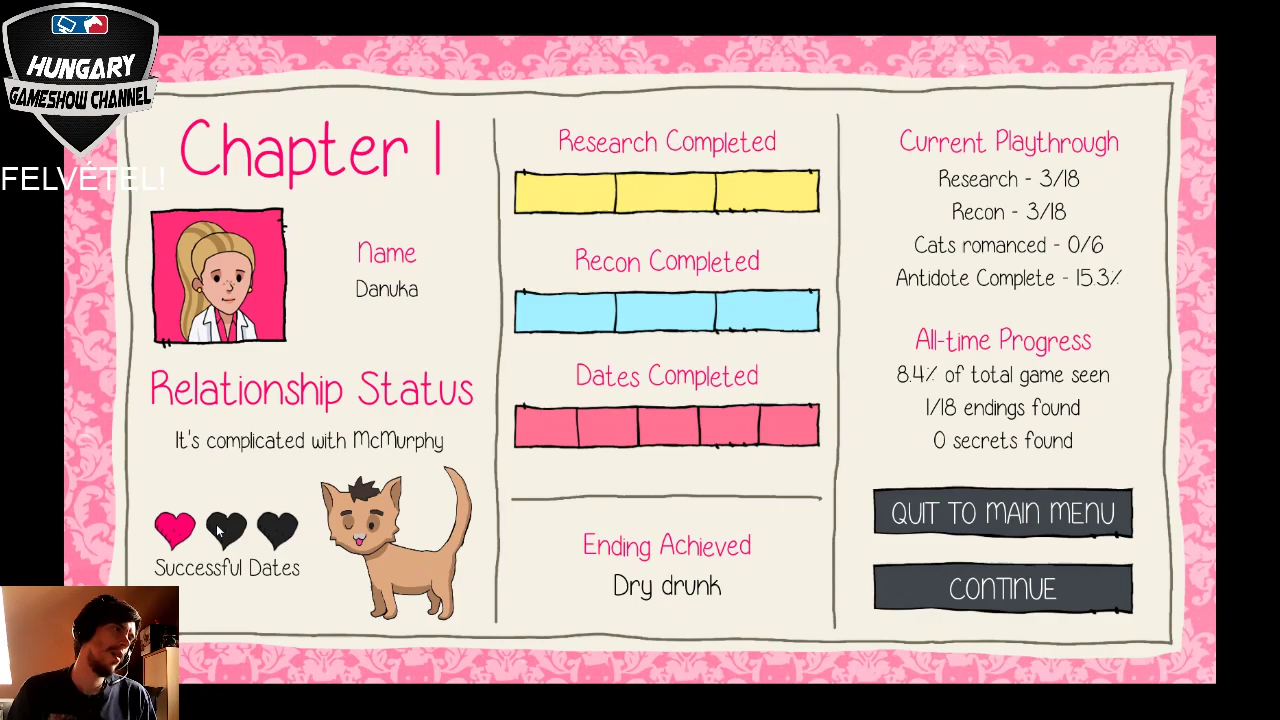 HUNGARY
GAMESHOW CHANNEL
FELVÉTEL!
Chapter 1
Name
Danuka
Relationship Status
It's complicated with McMurphy
Successful Dates
Research Completed
Recon Completed
Dates Completed
Ending Achieved
Dry drunk
Current Playthrough
Research - 3/18
Recon - 3/18
Cats romanced - 0/6
Antidote Complete - 15.3%
All-time Progress
8.4% of total game seen
1/18 endings found
0 secrets found
QUIT TO MAIN MENU
CONTINUE